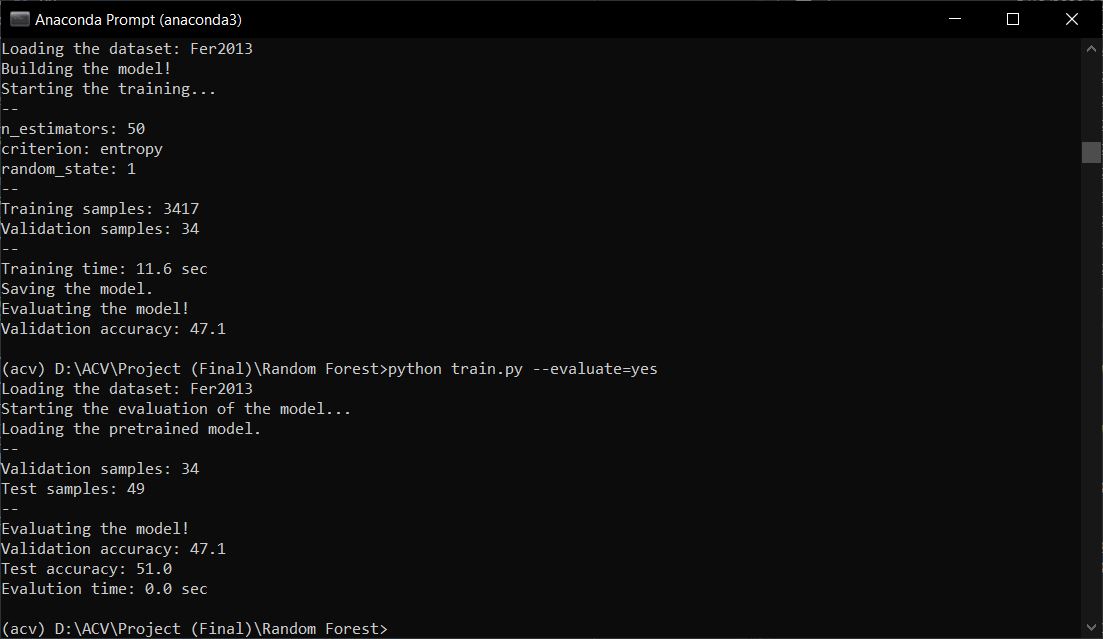 Anaconda Prompt (anaconda3)
Loading the dataset: Fer2013
Building the model!
Starting the training...
--
n_estimators: 50
criterion: entropy
random_state: 1
--
Training samples: 3417
Validation samples: 34
--
Training time: 11.6 sec
Saving the model.
Evaluating the model!
Validation accuracy: 47.1
(acv) D:\ACV\Project (Final)\Random Forest>python train.py --evaluate=yes
Loading the dataset: Fer2013
Starting the evaluation of the model...
Loading the pretrained model.
--
Validation samples: 34
Test samples: 49
--
Evaluating the model!
Validation accuracy: 47.1
Test accuracy: 51.0
Evalution time: 0.0 sec
(acv) D:\ACV\Project (Final)\Random Forest>